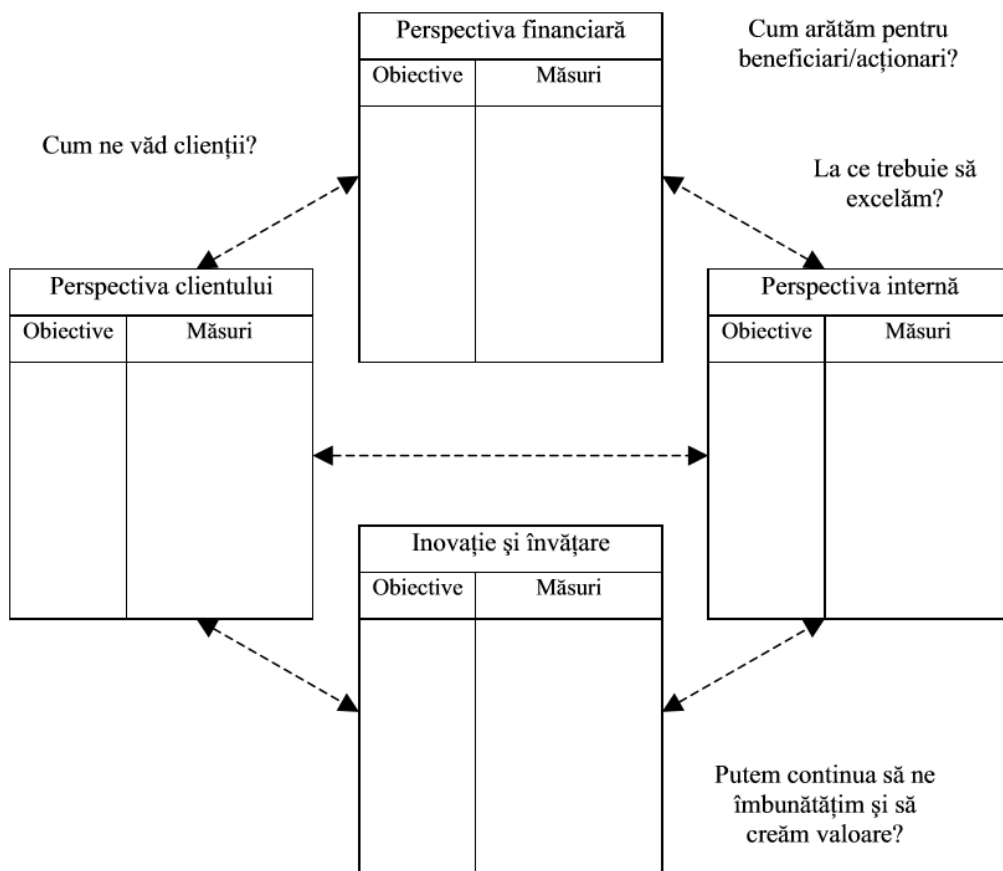 Perspectiva financiară
Obiective Măsuri
Cum arătăm pentru
beneficiari/acționari?
Cum ne văd clienții?
La ce trebuie să
excelăm?
Perspectiva clientului
Obiective Măsuri
Perspectiva internă
Obiective Măsuri
Inovație şi învățare
Obiective Măsuri
Putem continua să ne
îmbunătățim şi să
creăm valoare?